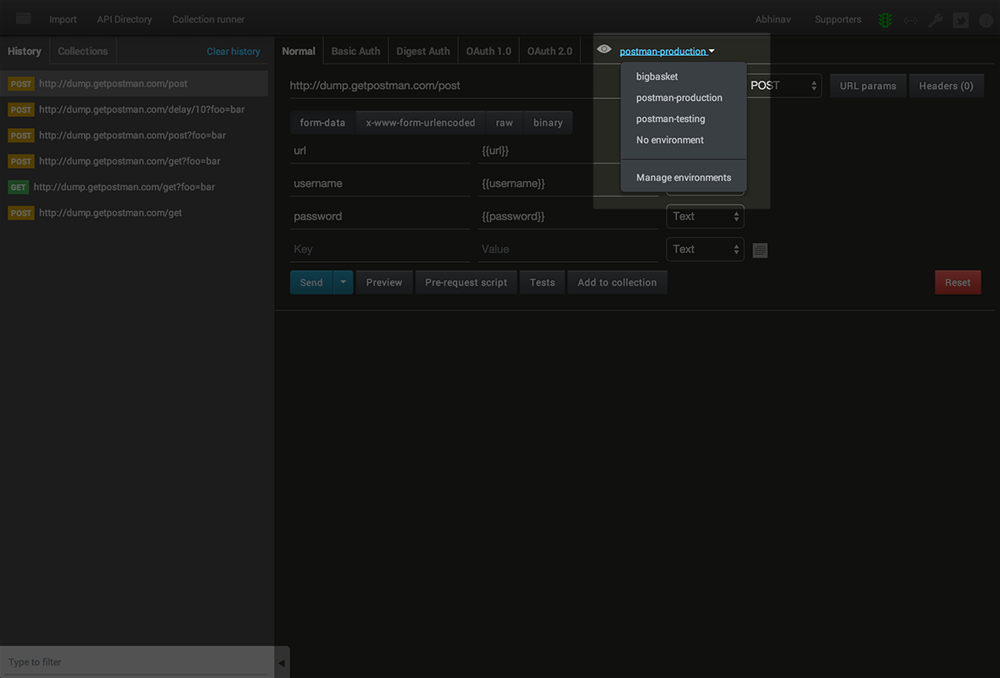 Import API Directory Collection runner Abhinav Supporters
History Collections Clear history
POST http://dump.getpostman.com/post
POST http://dump.getpostman.com/delay/10?foo=bar
POST http://dump.getpostman.com/post?foo=bar
POST http://dump.getpostman.com/get?foo=bar
GET http://dump.getpostman.com/get?foo=bar
POST http://dump.getpostman.com/get
Type to filter
Normal Basic Auth Digest Auth OAuth 1.0 OAuth 2.0
postman-production
bigbasket
postman-production
postman-testing
No environment
Manage environments
http://dump.getpostman.com/post POST URL params Headers (0)
form-data x-www-form-urlencoded raw binary
url {{url}}
username {{username}}
password {{password}} Text
Key Value Text
Send Preview Pre-request script Tests Add to collection Reset